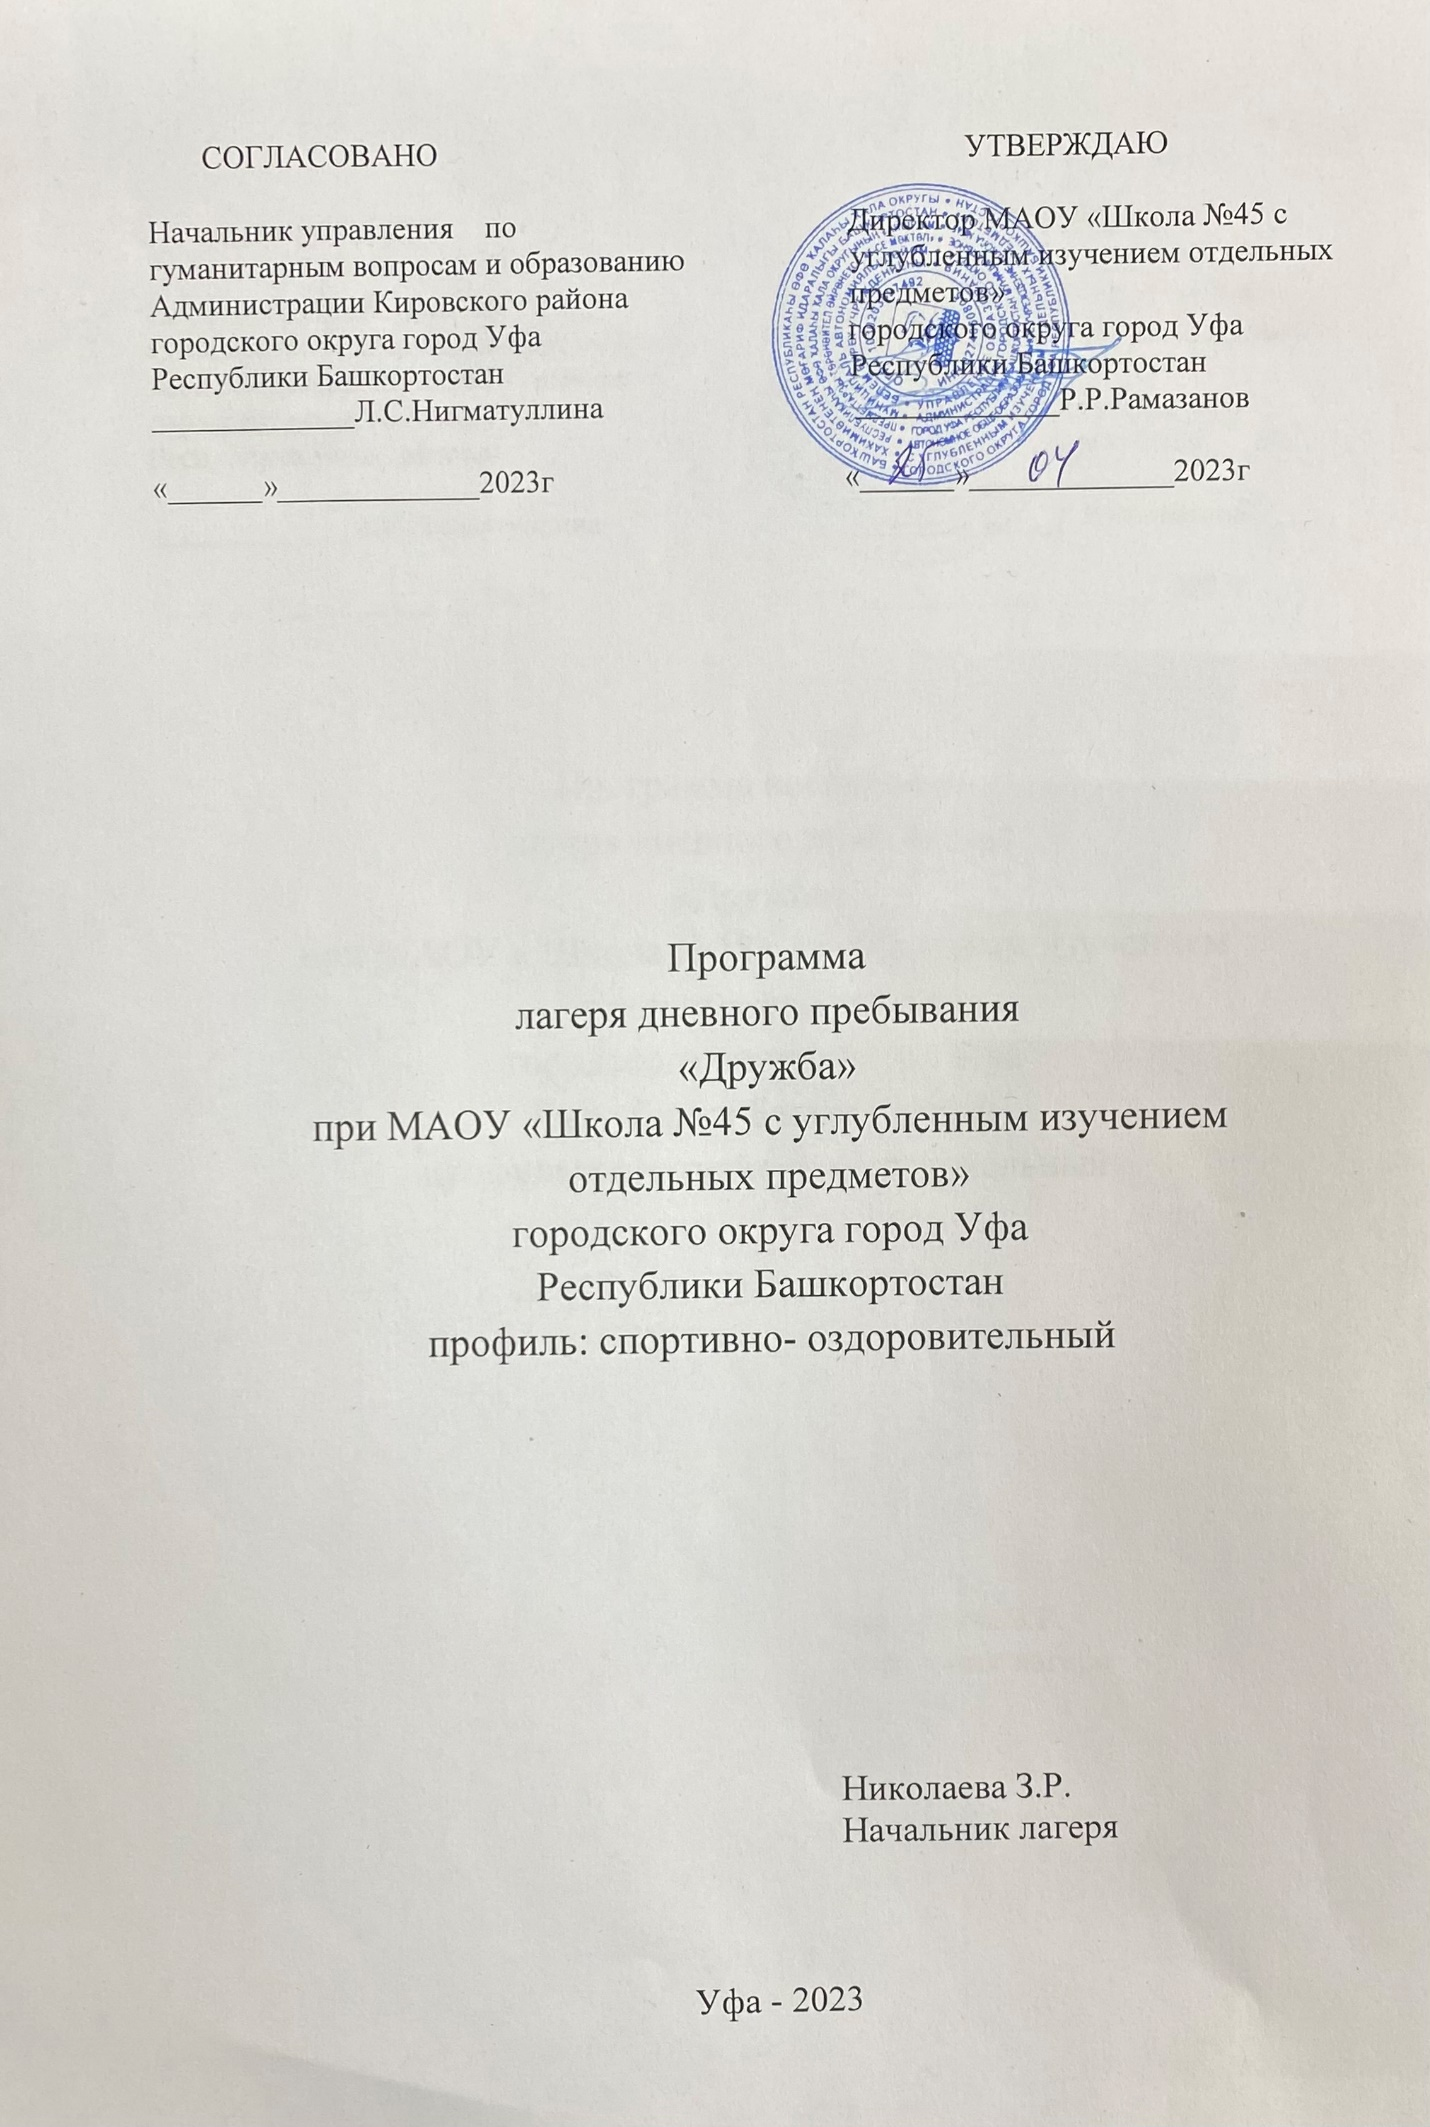 СОГЛАСОВАНО
Начальник управления по
гуманитарным вопросам и образованию
Администрации Кировского района
городского округа город Уфа
Республики Башкортостан
_____________Л.С.Нигматуллина
«______»_____________2023г
УТВЕРЖДАЮ
Директор МАОУ «Школа №45 с
углубленным изучением отдельных
предметов»
городского округа город Уфа
Республики Башкортостан
_____________Р.Р.Рамазанов
«______»_____04________2023г
Программа
лагеря дневного пребывания
«Дружба»
при МАОУ «Школа №45 с углубленным изучением
отдельных предметов»
городского округа город Уфа
Республики Башкортостан
профиль: спортивно- оздоровительный
Николаева З.Р.
Начальник лагеря
Уфа - 2023